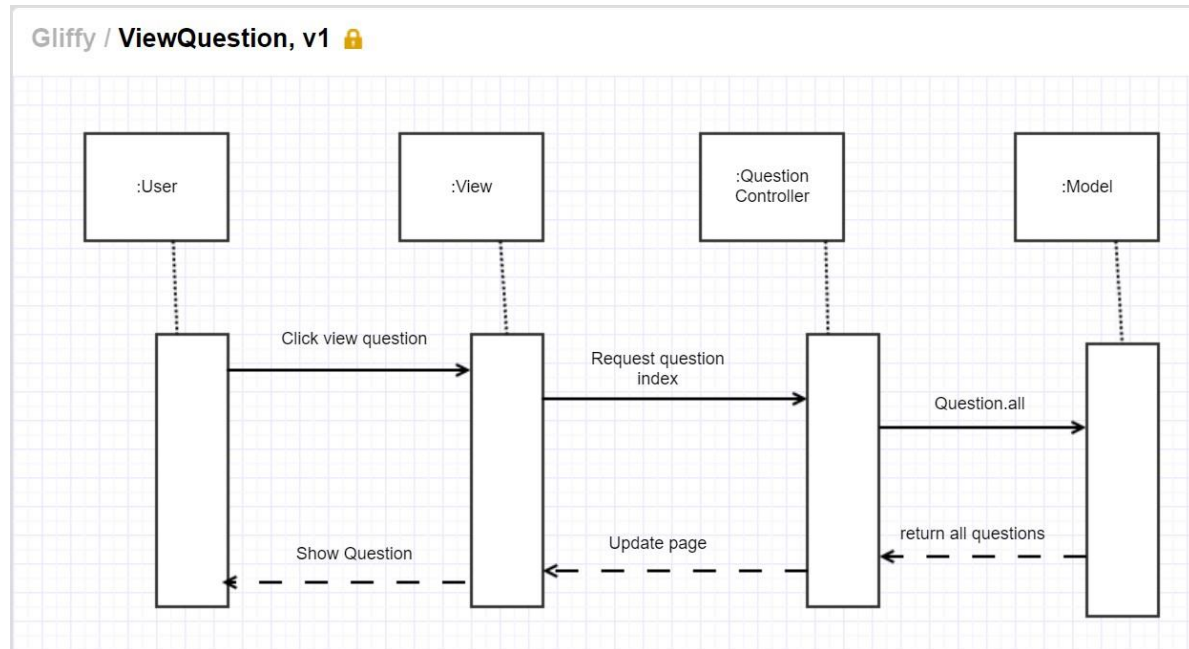 Gliffy / ViewQuestion, v1
:User
:View
:Question
Controller
:Model
Click view question
Request question
index
Question.all
return all questions
Update page
Show Question